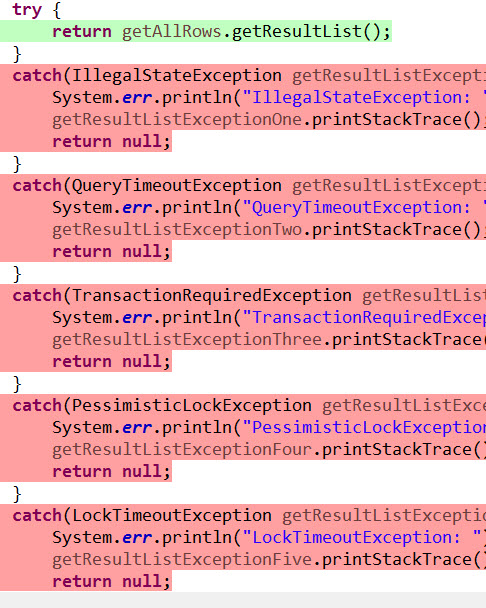 try {
return getAllRows.getResultList();
}
catch(IllegalStateException getResultListExcepti
System.err.println("IllegalStateException: "
getResultListExceptionOne.printStackTrace();
return null;
}
catch(QueryTimeoutException getResultListExcepti
System.err.println("QueryTimeoutException: "
getResultListExceptionTwo.printStackTrace();
return null;
}
catch(TransactionRequiredException getResultList
System.err.println("TransactionRequiredExcep
getResultListExceptionThree.printStackTrace(
return null;
}
catch(PessimisticLockException getResultListExce
System.err.println("PessimisticLockException
getResultListExceptionFour.printStackTrace()
return null;
}
catch(LockTimeoutException getResultListExceptio
System.err.println("LockTimeoutException: ")
getResultListExceptionFive.printStackTrace()
return null;